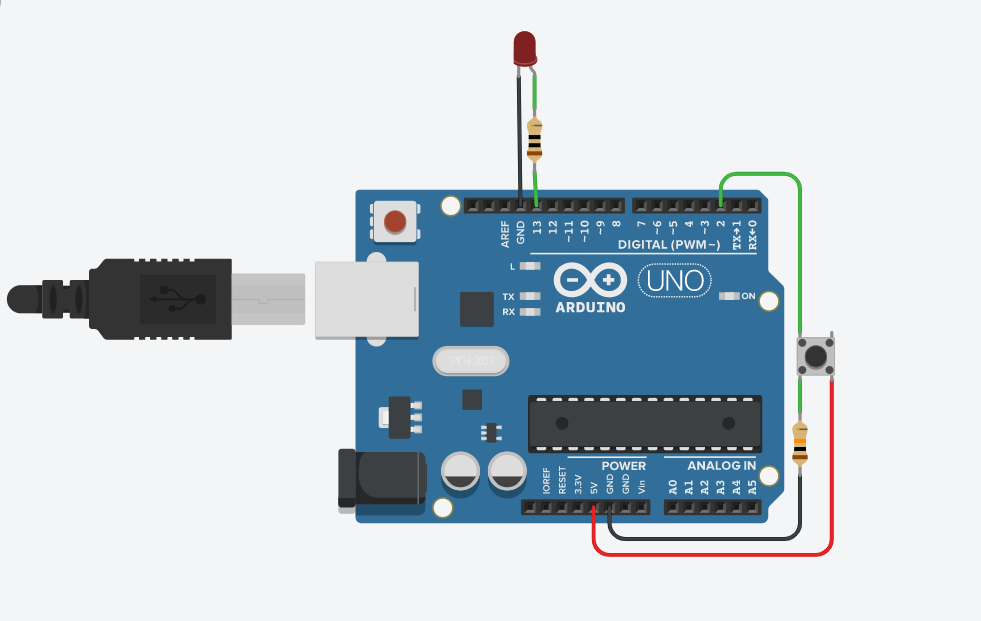 AREF
GND
13
12
~11
~10
~9
8
7
~6
~5
4
~3
2
TX→1
RX←0
DIGITAL (PWM~)
L
TX
RX
ARDUINO
UNO
ON
POWER
ANALOG IN
IOREF
RESET
3.3V
5V
GND
GND
Vin
A0
A1
A2
A3
A4
A5